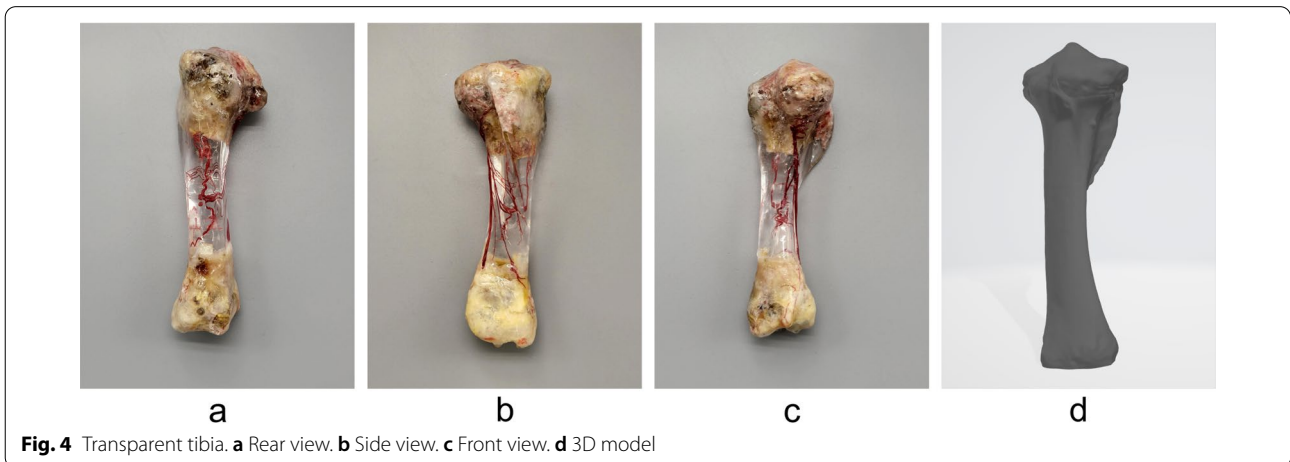 a b c d
Fig. 4 Transparent tibia. a Rear view. b Side view. c Front view. d 3D model